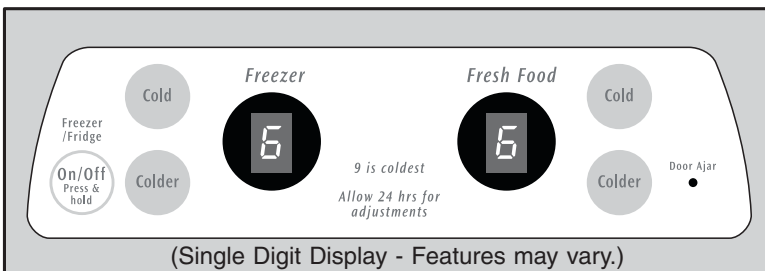 Freezer
/Fridge
On/Off
Press &
hold
Cold
Colder
Freezer
6
9 is coldest
Allow 24 hrs for
adjustments
Fresh Food
6
Cold
Colder
Door Ajar
(Single Digit Display - Features may vary.)